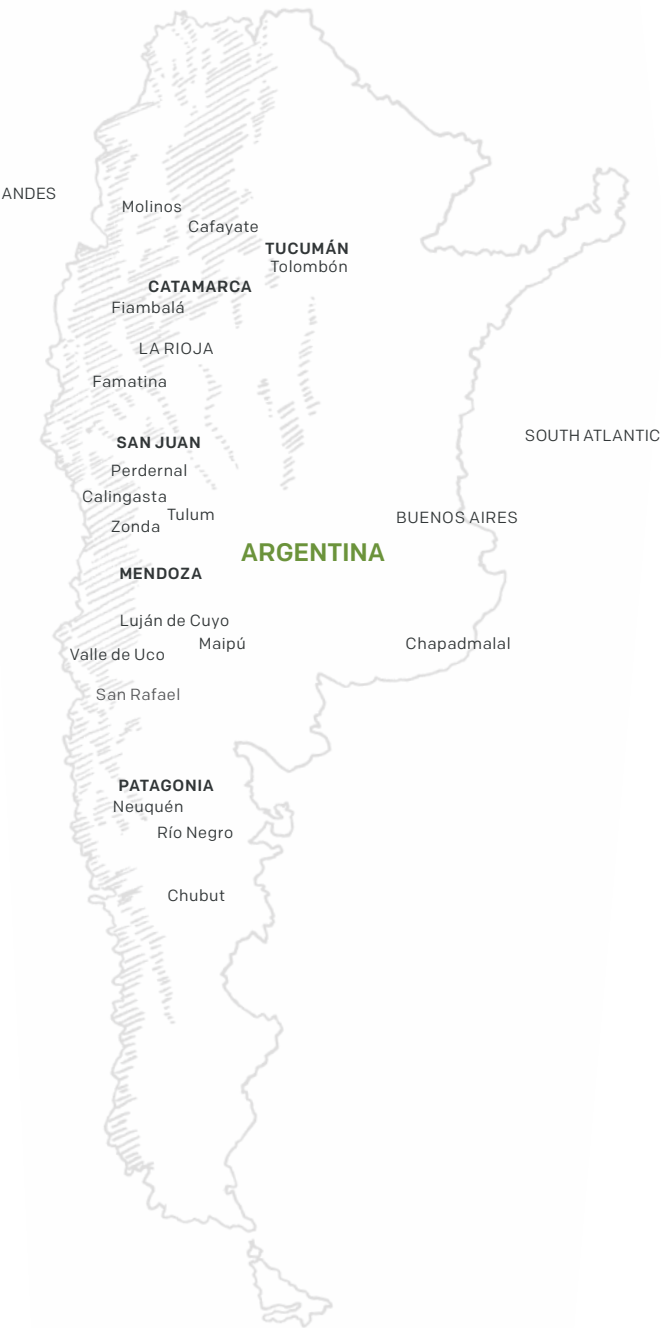 ANDES
Molinos
Cafayate
TUCUMÁN
Tolombón
CATAMARCA
Fiambalá
LA RIOJA
Famatina
SOUTH ATLANTIC
SAN JUAN
Perdernal
Calingasta
Tulum
Zonda
BUENOS AIRES
ARGENTINA
MENDOZA
Luján de Cuyo
Maipú
Chapadmalal
Valle de Uco
San Rafael
PATAGONIA
Neuquén
Río Negro
Chubut